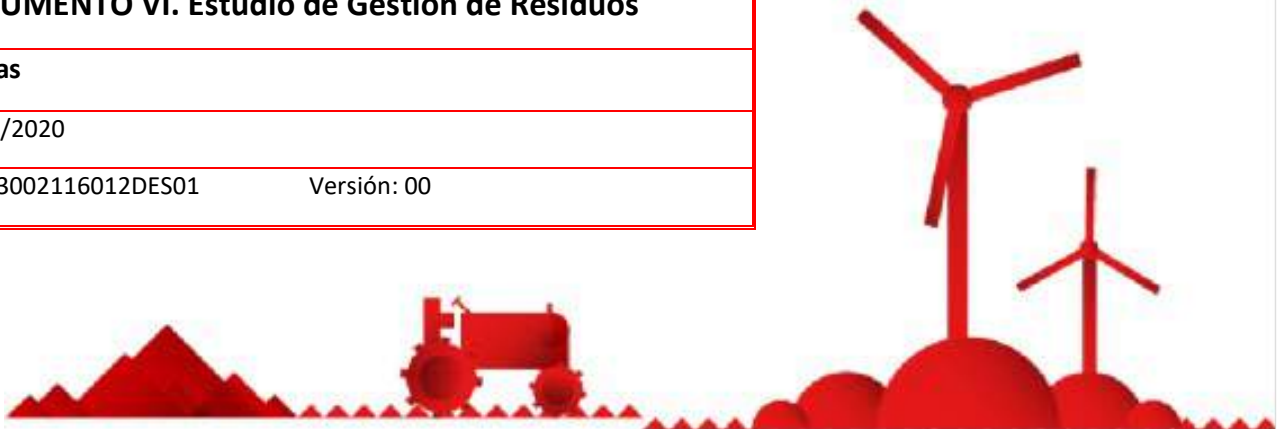 UMENTO VI. Estudio de Gestión de Residuos
as
/2020
3002116012DES01 Versión: 00